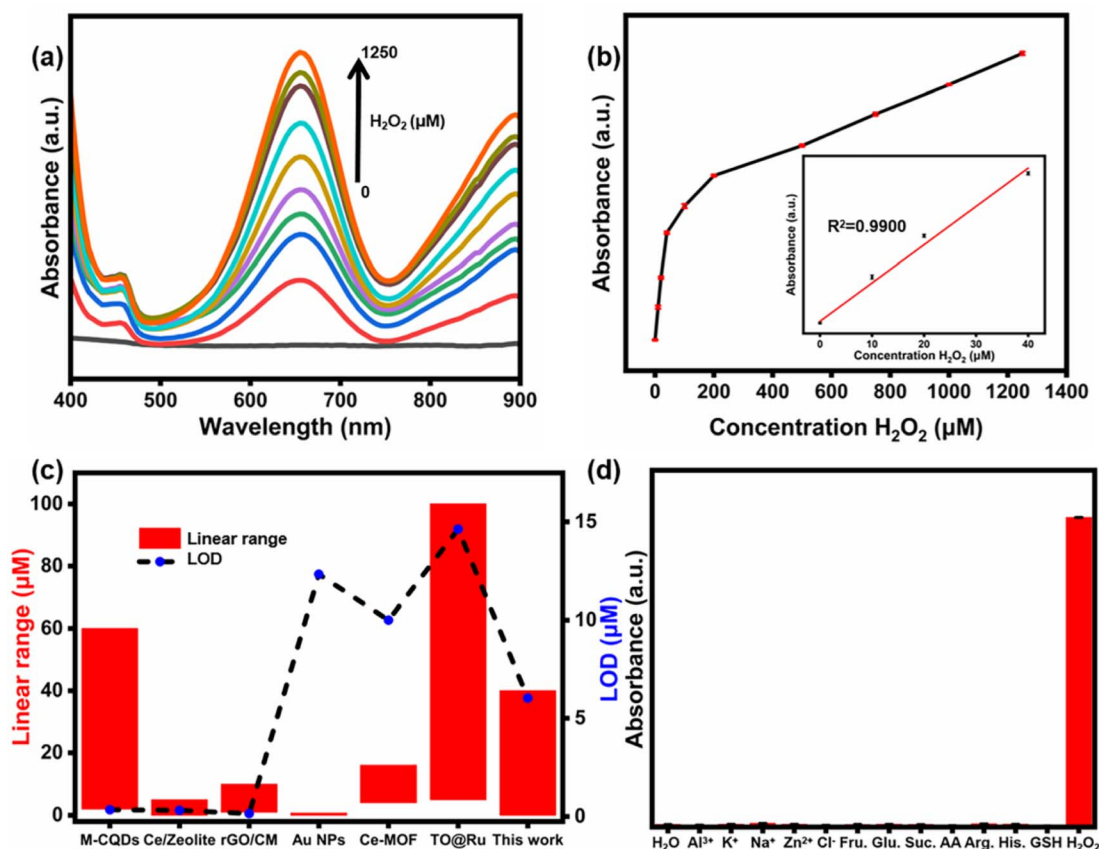 (a)
1250
H₂O₂ (µM)
0
Absorbance (a.u.)
400 500 600 700 800 900
Wavelength (nm)
(b)
Absorbance (a.u.)
R²=0.9900
Absorbance (a.u.)
0 10 20 30 40
Concentration H₂O₂ (µM)
0 200 400 600 800 1000 1200 1400
Concentration H₂O₂ (µM)
(c)
Linear range (µM)
100
80
60
40
20
0
Linear range
LOD
15
10
5
0
LOD (µM)
M-CQDs Ce/Zeolite rGO/CM Au NPs Ce-MOF TO@Ru This work
(d)
Absorbance (a.u.)
H₂O Al³⁺ K⁺ Na⁺ Zn²⁺ Cl⁻ Fru. Glu. Suc. AA Arg. His. GSH H₂O₂